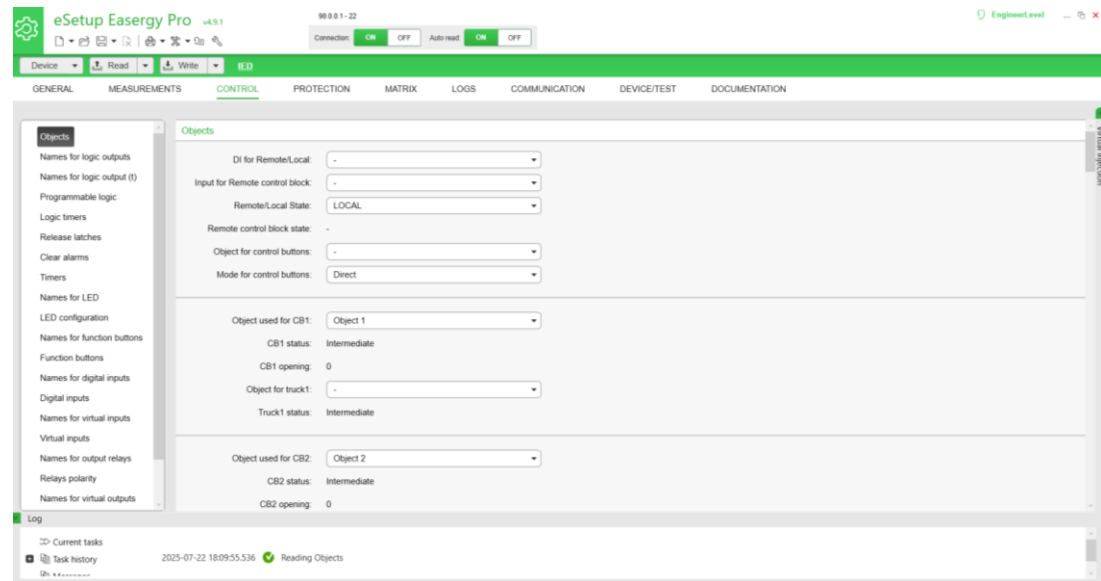 eSetup Easergy Pro v4.9.1
90.0.0.1 - 22
Connection: ON OFF Auto read: ON OFF
EngineerLevel
Device Read Write IED
GENERAL MEASUREMENTS CONTROL PROTECTION MATRIX LOGS COMMUNICATION DEVICE/TEST DOCUMENTATION
Objects
Names for logic outputs
Names for logic output (t)
Programmable logic
Logic timers
Release latches
Clear alarms
Timers
Names for LED
LED configuration
Names for function buttons
Function buttons
Names for digital inputs
Digital inputs
Names for virtual inputs
Virtual inputs
Names for output relays
Relays polarity
Names for virtual outputs
Objects
DI for Remote/Local: -
Input for Remote control block: -
Remote/Local State: LOCAL
Remote control block state: -
Object for control buttons: -
Mode for control buttons: Direct
Object used for CB1: Object 1
CB1 status: Intermediate
CB1 opening: 0
Object for truck1: -
Truck1 status: Intermediate
Object used for CB2: Object 2
CB2 status: Intermediate
CB2 opening: 0
Virtual injection
Log
Current tasks
Task history
2025-07-22 18:09:55.536 Reading Objects